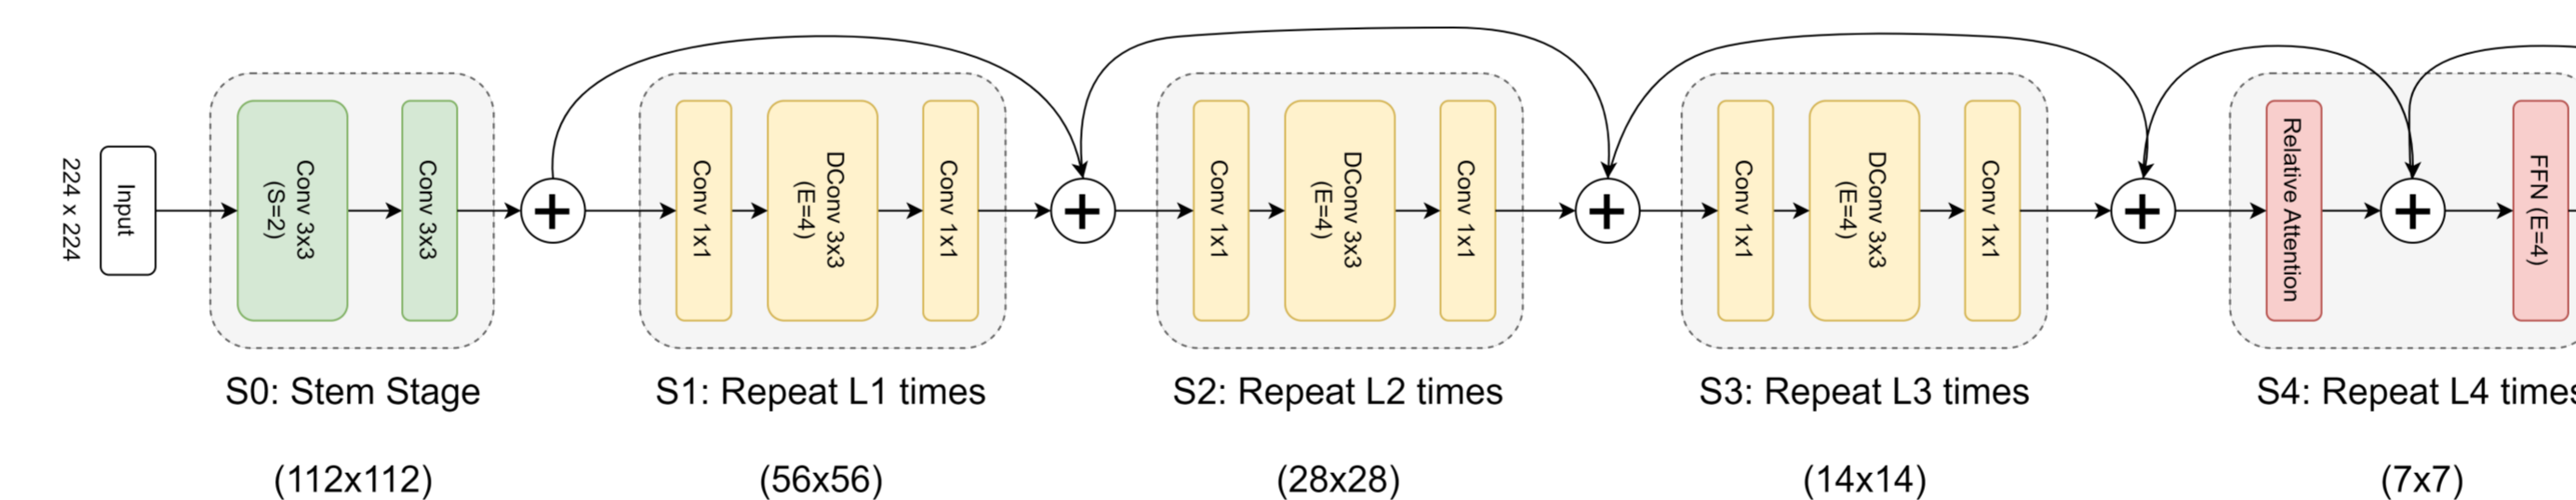 224 x 224
Input
Conv 3x3
(S=2)
Conv 3x3
Conv 1x1
DConv 3x3
(E=4)
Conv 1x1
Conv 1x1
DConv 3x3
(E=4)
Conv 1x1
Conv 1x1
DConv 3x3
(E=4)
Conv 1x1
Relative Attention
FFN (E=4)
S0: Stem Stage
S1: Repeat L1 times
S2: Repeat L2 times
S3: Repeat L3 times
S4: Repeat L4 times
(112x112)
(56x56)
(28x28)
(14x14)
(7x7)